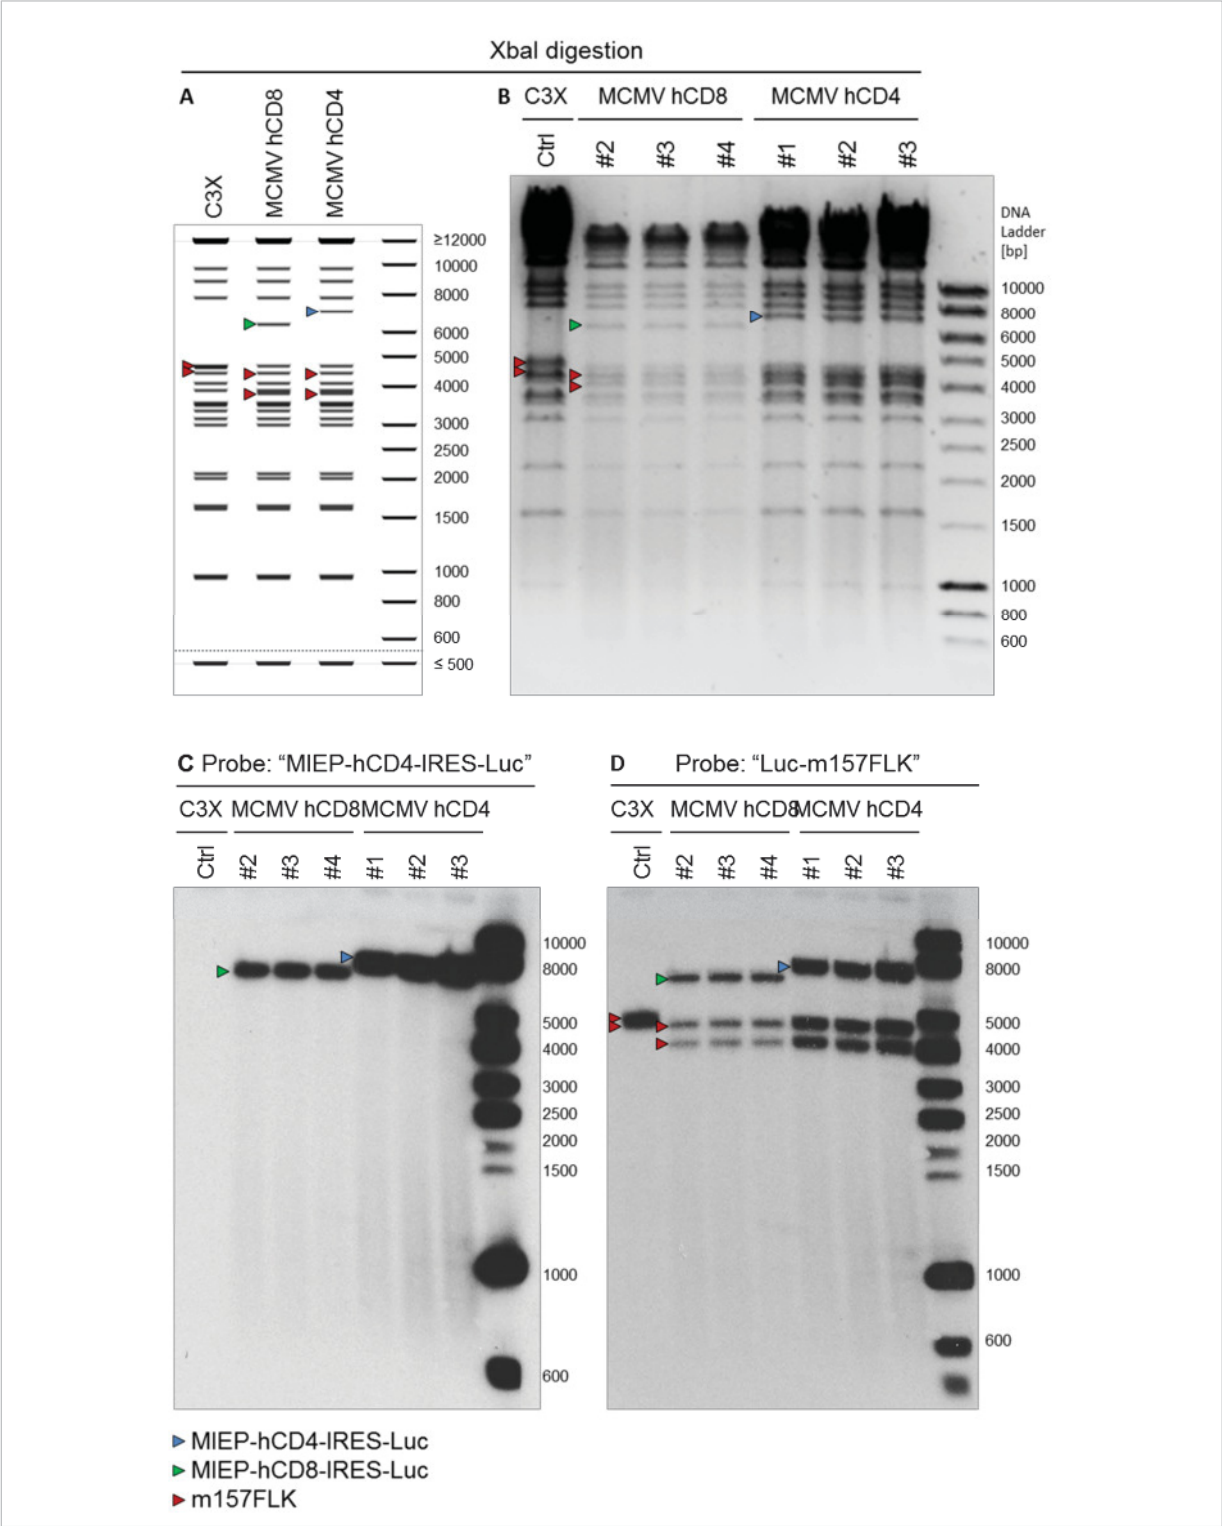 XbaI digestion
A
C3X
MCMV hCD8
MCMV hCD4
≥12000
10000
8000
6000
5000
4000
3000
2500
2000
1500
1000
800
600
≤ 500
B
C3X MCMV hCD8 MCMV hCD4
Ctrl #2 #3 #4 #1 #2 #3
DNA
Ladder
[bp]
10000
8000
6000
5000
4000
3000
2500
2000
1500
1000
800
600
C Probe: “MIEP-hCD4-IRES-Luc”
C3X MCMV hCD8 MCMV hCD4
Ctrl #2 #3 #4 #1 #2 #3
10000
8000
5000
4000
3000
2500
2000
1500
1000
600
D Probe: “Luc-m157FLK”
C3X MCMV hCD8 MCMV hCD4
Ctrl #2 #3 #4 #1 #2 #3
10000
8000
5000
4000
3000
2500
2000
1500
1000
600
MIEP-hCD4-IRES-Luc
MIEP-hCD8-IRES-Luc
m157FLK